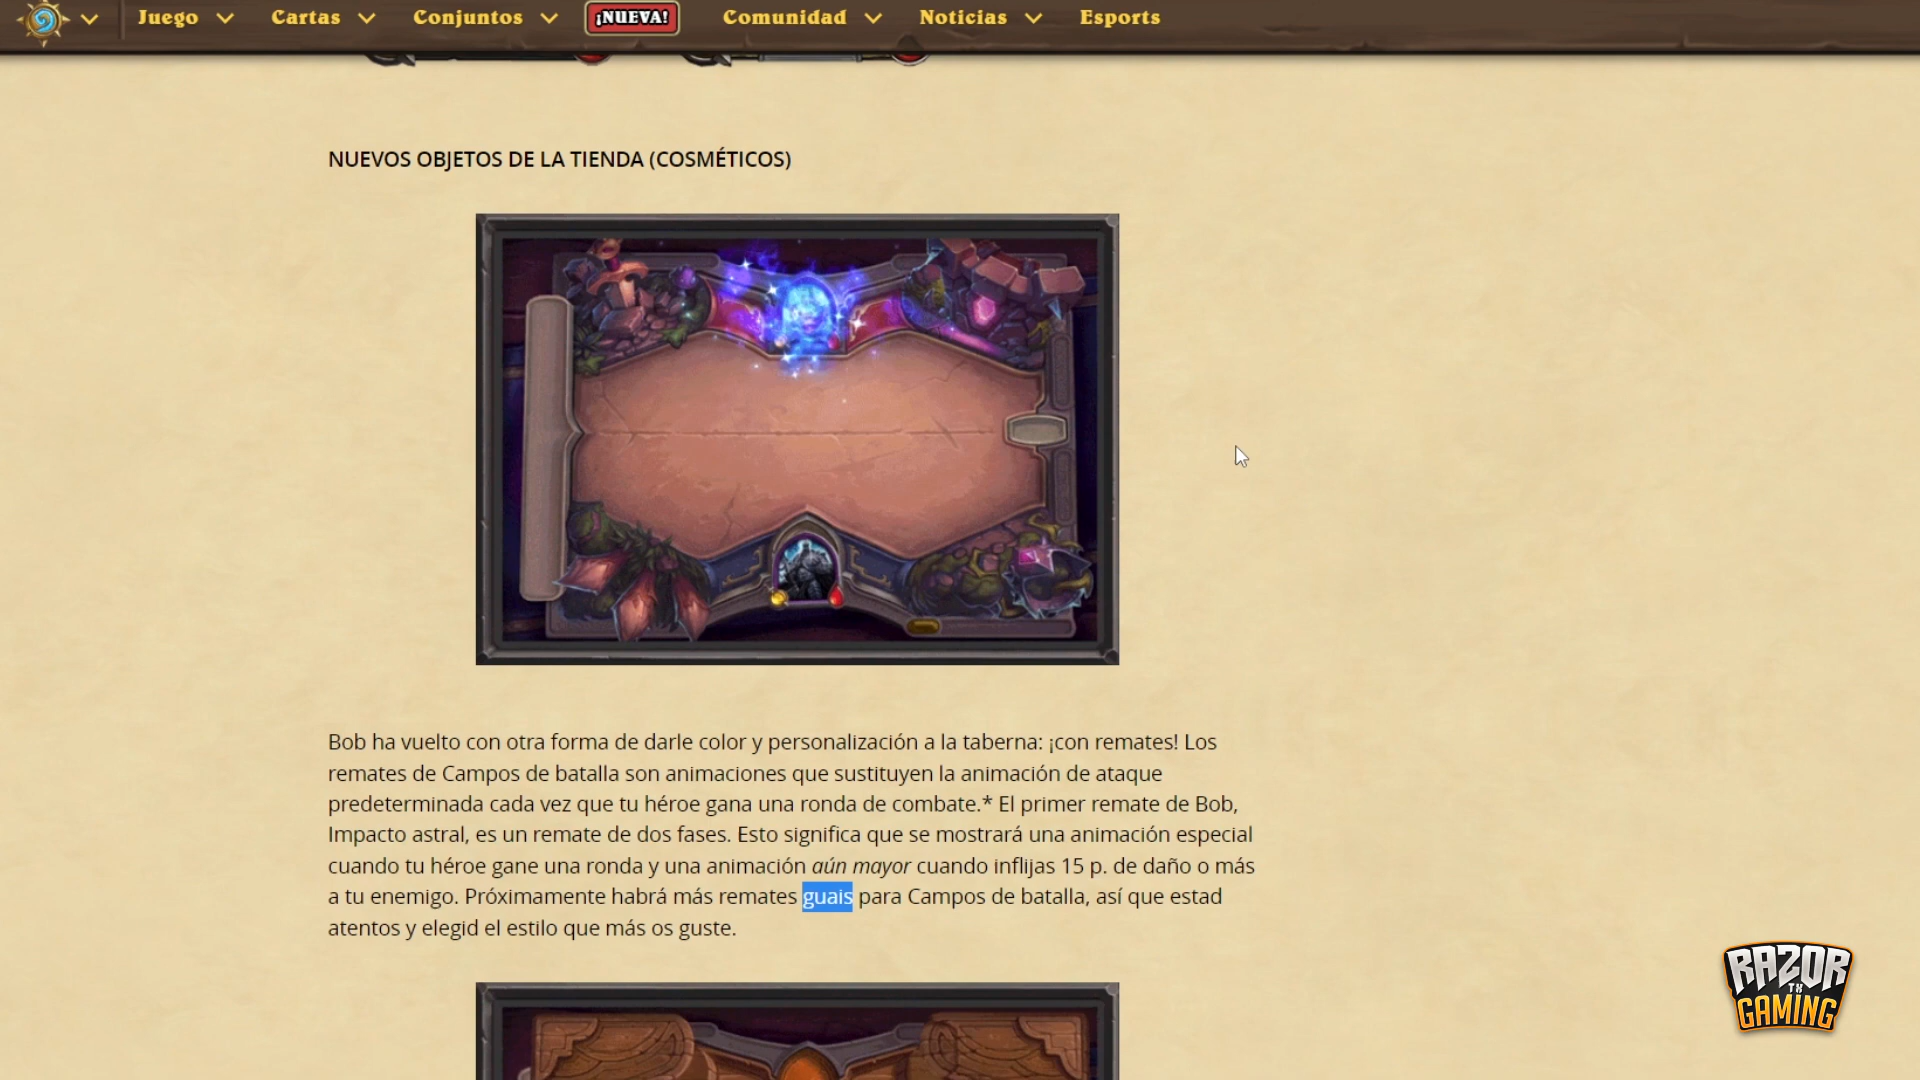 Juego Cartas Conjuntos ¡NUEVA! Comunidad Noticias Esports
NUEVOS OBJETOS DE LA TIENDA (COSMÉTICOS)
Bob ha vuelto con otra forma de darle color y personalización a la taberna: ¡con remates! Los
remates de Campos de batalla son animaciones que sustituyen la animación de ataque
predeterminada cada vez que tu héroe gana una ronda de combate.* El primer remate de Bob,
Impacto astral, es un remate de dos fases. Esto significa que se mostrará una animación especial
cuando tu héroe gane una ronda y una animación aún mayor cuando inflijas 15 p. de daño o más
a tu enemigo. Próximamente habrá más remates guais para Campos de batalla, así que estad
atentos y elegid el estilo que más os guste.
RAZOR
TX
GAMING